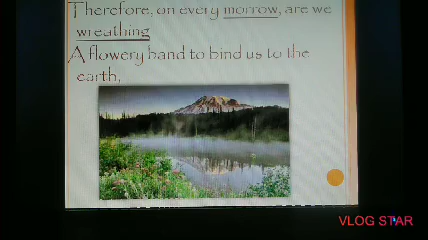 Therefore, on every morrow, are we
wreathing
A flowery band to bind us to the
earth,
VLOG STAR